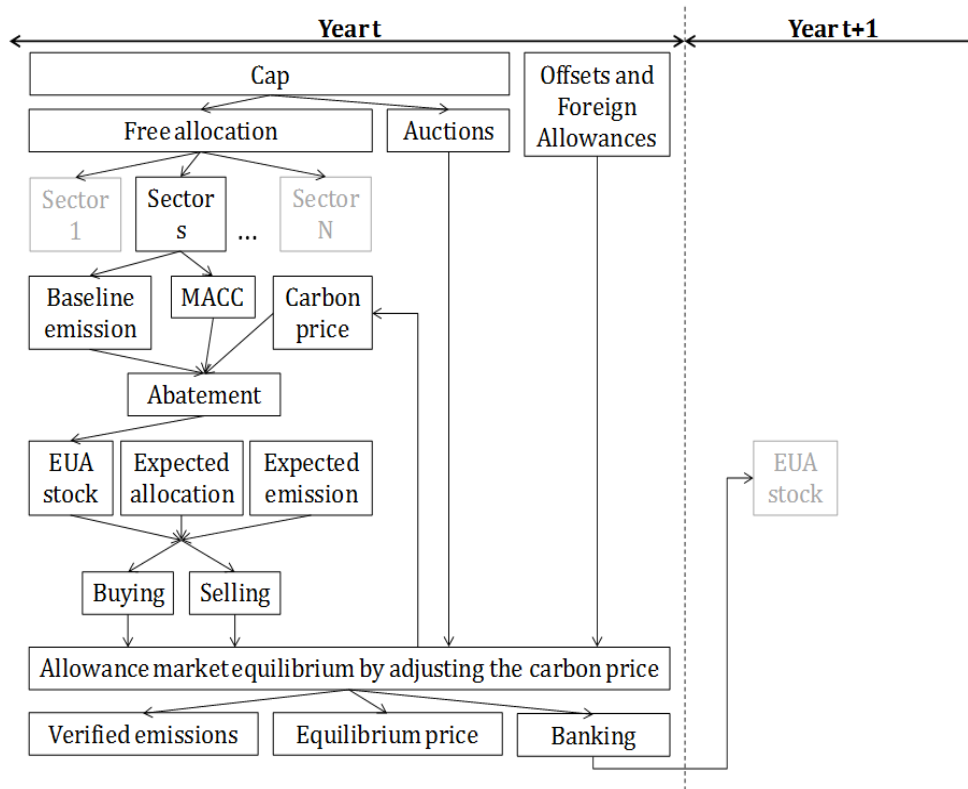 Year t
Year t+1
Cap
Offsets and
Foreign
Allowances
Free allocation
Auctions
Sector
1
Sector
s
...
Sector
N
Baseline
emission
MACC
Carbon
price
Abatement
EUA
stock
Expected
allocation
Expected
emission
EUA
stock
Buying
Selling
Allowance market equilibrium by adjusting the carbon price
Verified emissions
Equilibrium price
Banking